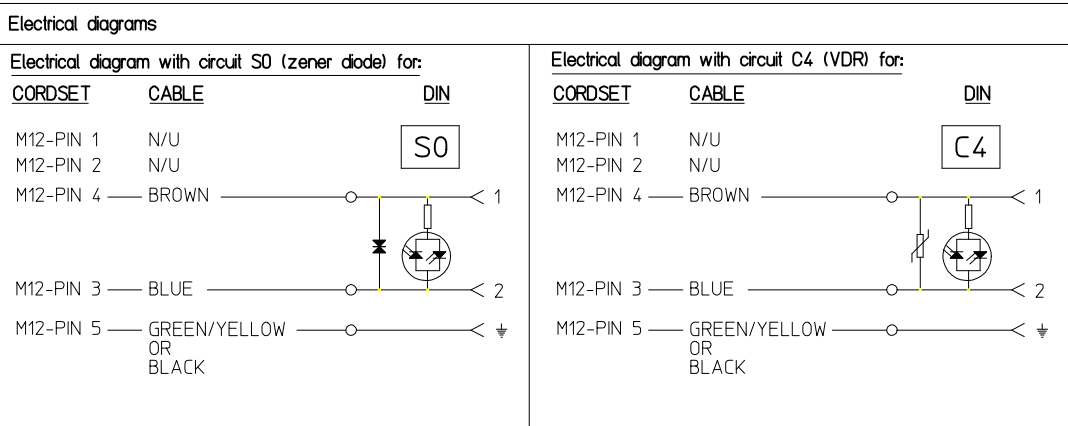 Electrical diagrams
Electrical diagram with circuit S0 (zener diode) for:
CORDSET CABLE DIN
M12-PIN 1 N/U
S0
M12-PIN 2 N/U
M12-PIN 4 BROWN 1
M12-PIN 3 BLUE 2
M12-PIN 5 GREEN/YELLOW
OR
BLACK
Electrical diagram with circuit C4 (VDR) for:
CORDSET CABLE DIN
M12-PIN 1 N/U
C4
M12-PIN 2 N/U
M12-PIN 4 BROWN 1
M12-PIN 3 BLUE 2
M12-PIN 5 GREEN/YELLOW
OR
BLACK